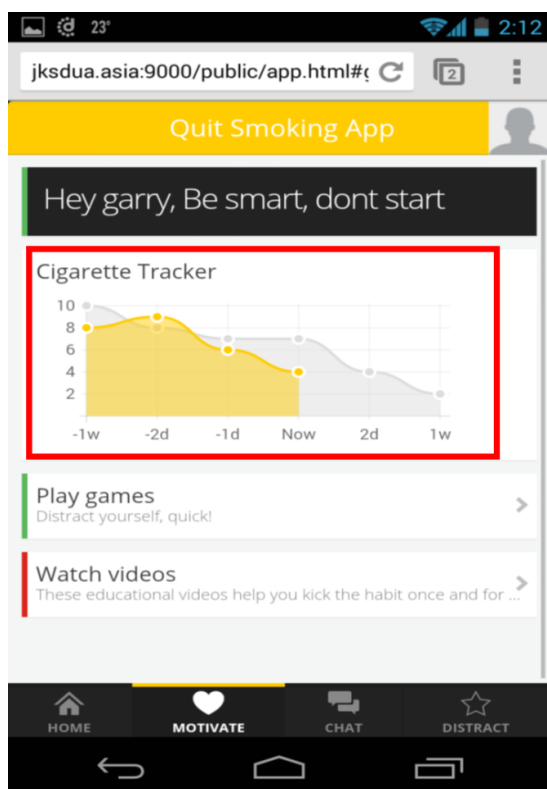 23°
2:12
jksdua.asia:9000/public/app.html#
2
Quit Smoking App
Hey garry, Be smart, dont start
Cigarette Tracker
10
8
6
4
2
-1w -2d -1d Now 2d 1w
Play games
Distract yourself, quick!
Watch videos
These educational videos help you kick the habit once and for ...
HOME MOTIVATE CHAT DISTRACT